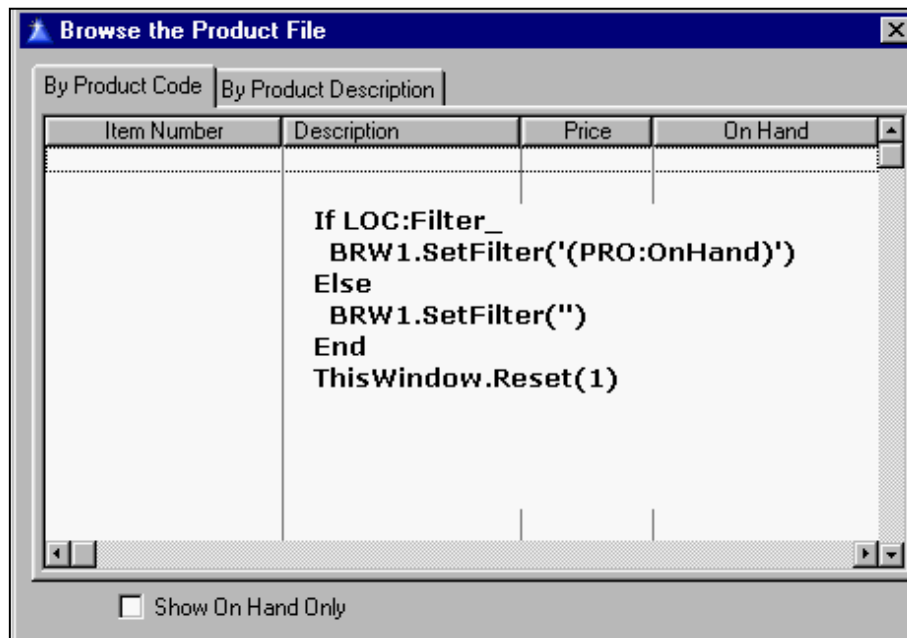 Browse the Product File
By Product Code By Product Description
Item Number Description Price On Hand
If LOC:Filter_
BRW1.SetFilter('(PRO:OnHand)')
Else
BRW1.SetFilter('')
End
ThisWindow.Reset(1)
Show On Hand Only